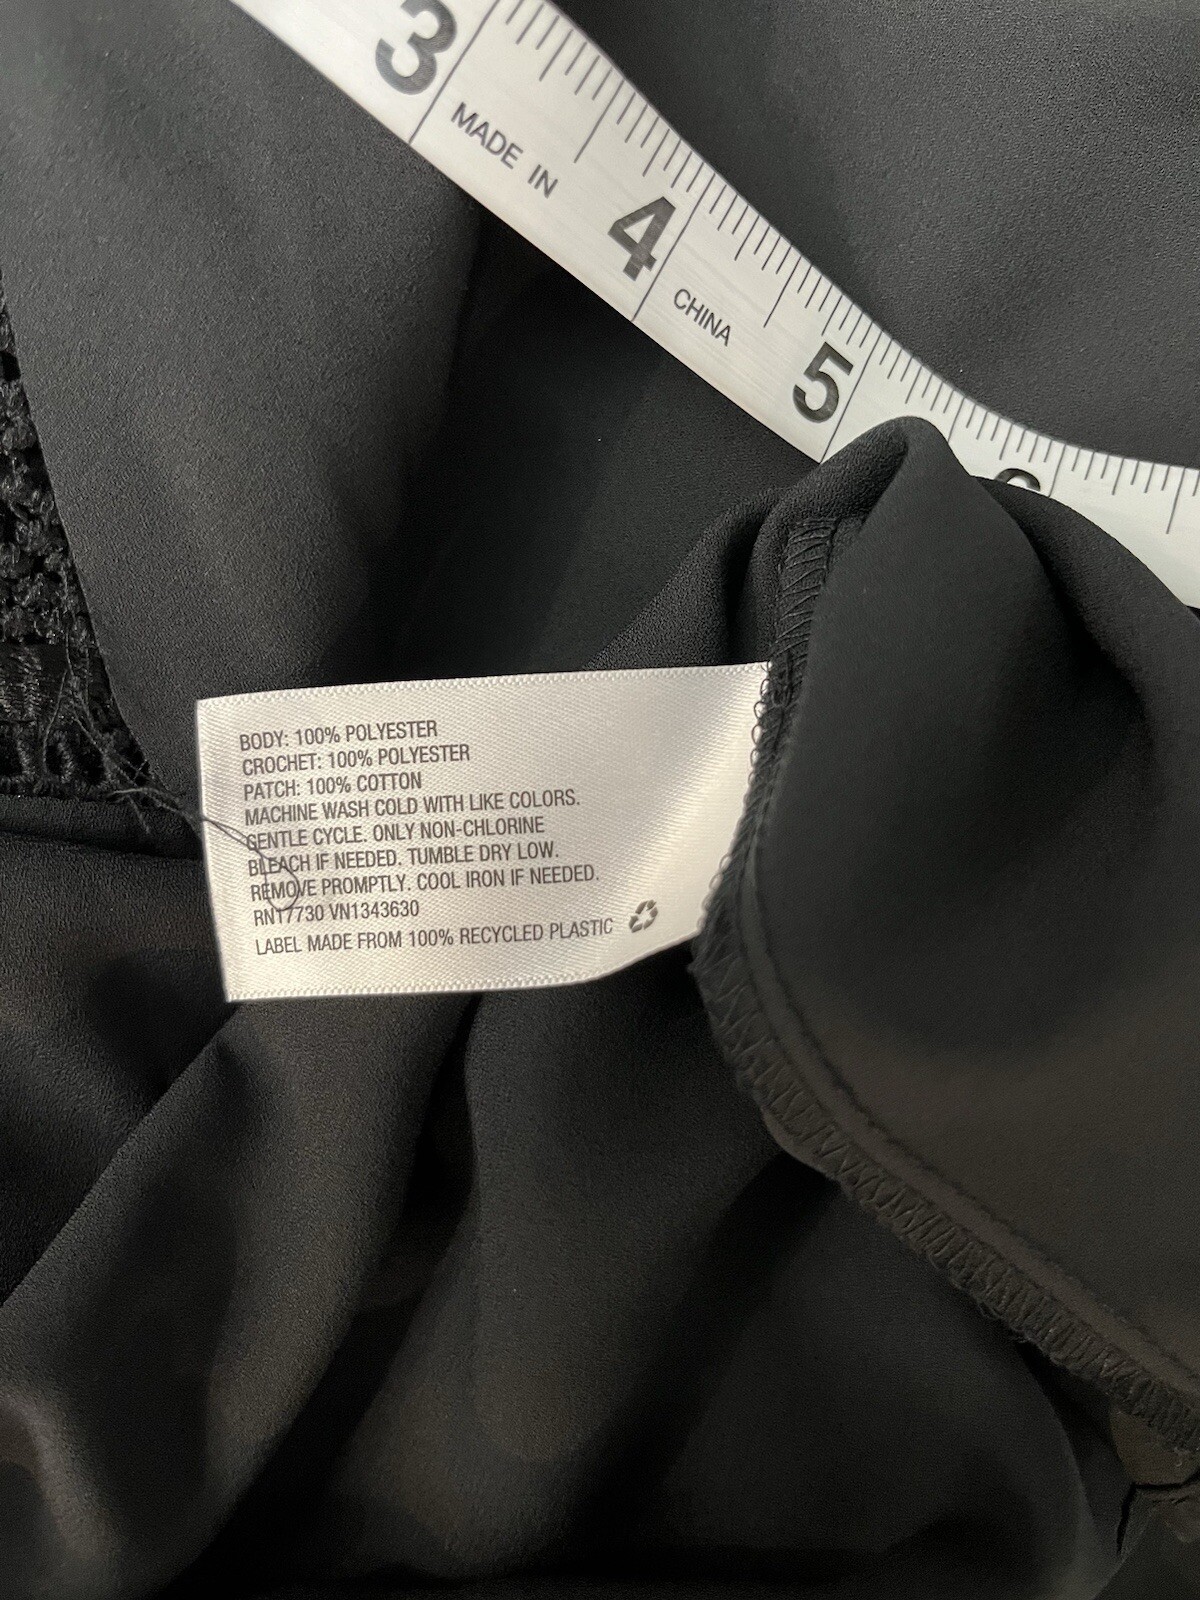 3
MADE IN
4
CHINA
5
6
BODY: 100% POLYESTER
CROCHET: 100% POLYESTER
PATCH: 100% COTTON
MACHINE WASH COLD WITH LIKE COLORS.
GENTLE CYCLE. ONLY NON-CHLORINE
BLEACH IF NEEDED. TUMBLE DRY LOW.
REMOVE PROMPTLY. COOL IRON IF NEEDED.
RN17730 VN1343630
LABEL MADE FROM 100% RECYCLED PLASTIC